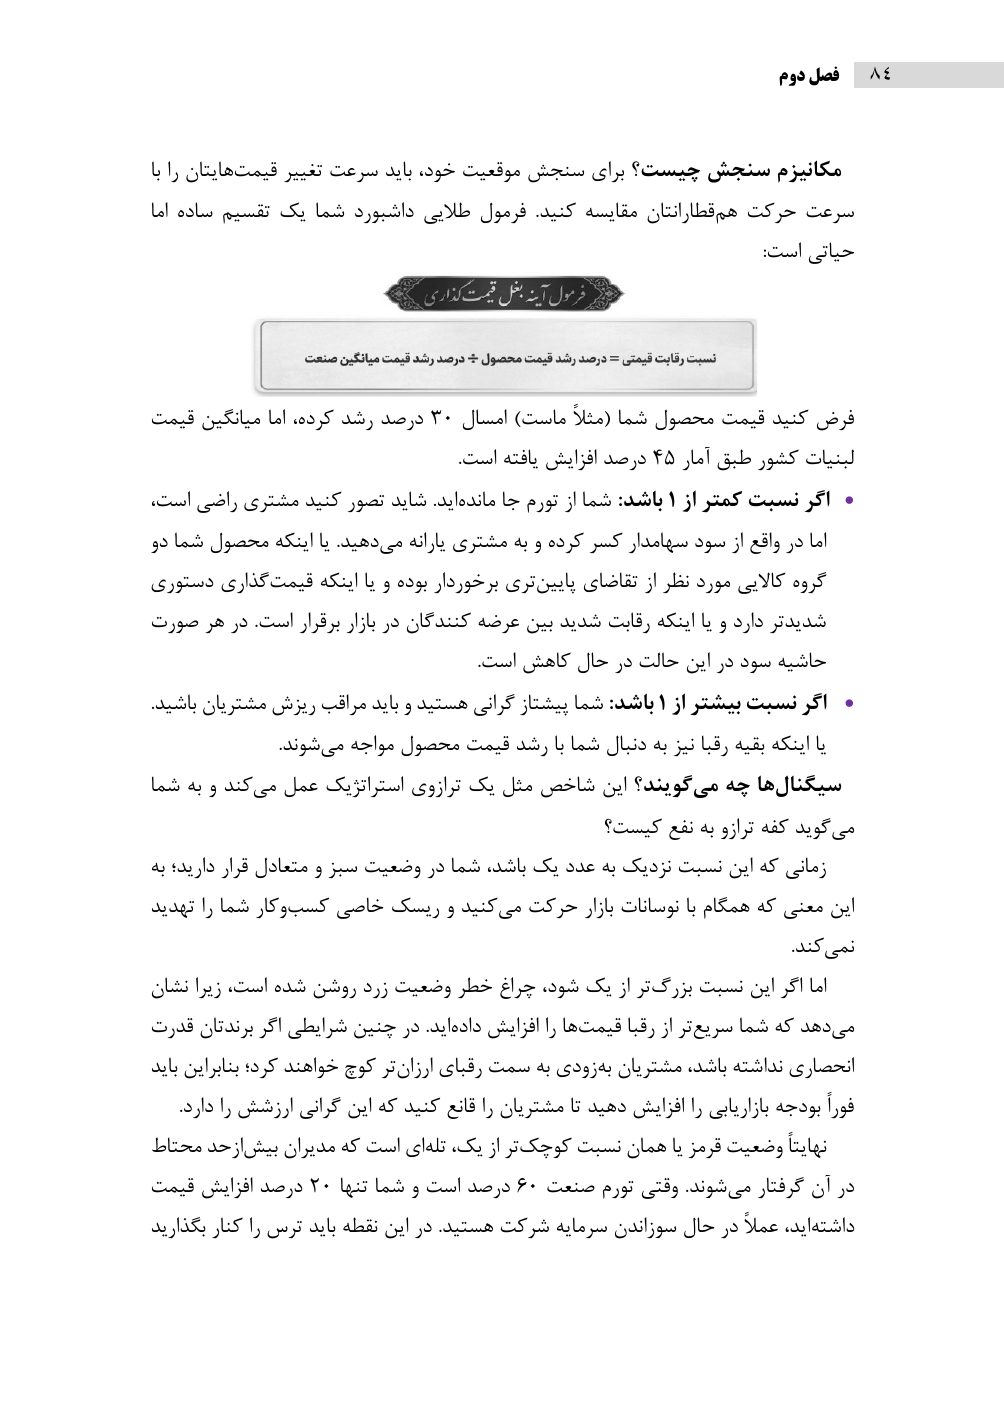 ۸٤ فصل دوم
مکانیزم سنجش چیست؟ برای سنجش موقعیت خود، باید سرعت تغییر قیمت‌هایتان را با
سرعت حرکت هم‌قطارانتان مقایسه کنید. فرمول طلایی داشبورد شما یک تقسیم ساده اما
حیاتی است:
فرمول آینه بغل قیمت‌گذاری
نسبت رقابت قیمتی = درصد رشد قیمت محصول ÷ درصد رشد قیمت میانگین صنعت
فرض کنید قیمت محصول شما (مثلاً ماست) امسال ۳۰ درصد رشد کرده، اما میانگین قیمت
لبنیات کشور طبق آمار ۴۵ درصد افزایش یافته است.
• اگر نسبت کمتر از ۱ باشد: شما از تورم جا مانده‌اید. شاید تصور کنید مشتری راضی است،
اما در واقع از سود سهامدار کسر کرده و به مشتری یارانه می‌دهید. یا اینکه محصول شما دو
گروه کالایی مورد نظر از تقاضای پایین‌تری برخوردار بوده و یا اینکه قیمت‌گذاری دستوری
شدیدتر دارد و یا اینکه رقابت شدید بین عرضه کنندگان در بازار برقرار است. در هر صورت
حاشیه سود در این حالت در حال کاهش است.
• اگر نسبت بیشتر از ۱ باشد: شما پیشتاز گرانی هستید و باید مراقب ریزش مشتریان باشید.
یا اینکه بقیه رقبا نیز به دنبال شما با رشد قیمت محصول مواجه می‌شوند.
سیگنال‌ها چه می‌گویند؟ این شاخص مثل یک ترازوی استراتژیک عمل می‌کند و به شما
می‌گوید کفه ترازو به نفع کیست؟
زمانی که این نسبت نزدیک به عدد یک باشد، شما در وضعیت سبز و متعادل قرار دارید؛ به
این معنی که همگام با نوسانات بازار حرکت می‌کنید و ریسک خاصی کسب‌وکار شما را تهدید
نمی‌کند.
اما اگر این نسبت بزرگ‌تر از یک شود، چراغ خطر وضعیت زرد روشن شده است، زیرا نشان
می‌دهد که شما سریع‌تر از رقبا قیمت‌ها را افزایش داده‌اید. در چنین شرایطی اگر برندتان قدرت
انحصاری نداشته باشد، مشتریان به‌زودی به سمت رقبای ارزان‌تر کوچ خواهند کرد؛ بنابراین باید
فوراً بودجه بازاریابی را افزایش دهید تا مشتریان را قانع کنید که این گرانی ارزشش را دارد.
نهایتاً وضعیت قرمز یا همان نسبت کوچک‌تر از یک، تله‌ای است که مدیران بیش‌ازحد محتاط
در آن گرفتار می‌شوند. وقتی تورم صنعت ۶۰ درصد است و شما تنها ۲۰ درصد افزایش قیمت
داشته‌اید، عملاً در حال سوزاندن سرمایه شرکت هستید. در این نقطه باید ترس را کنار بگذارید